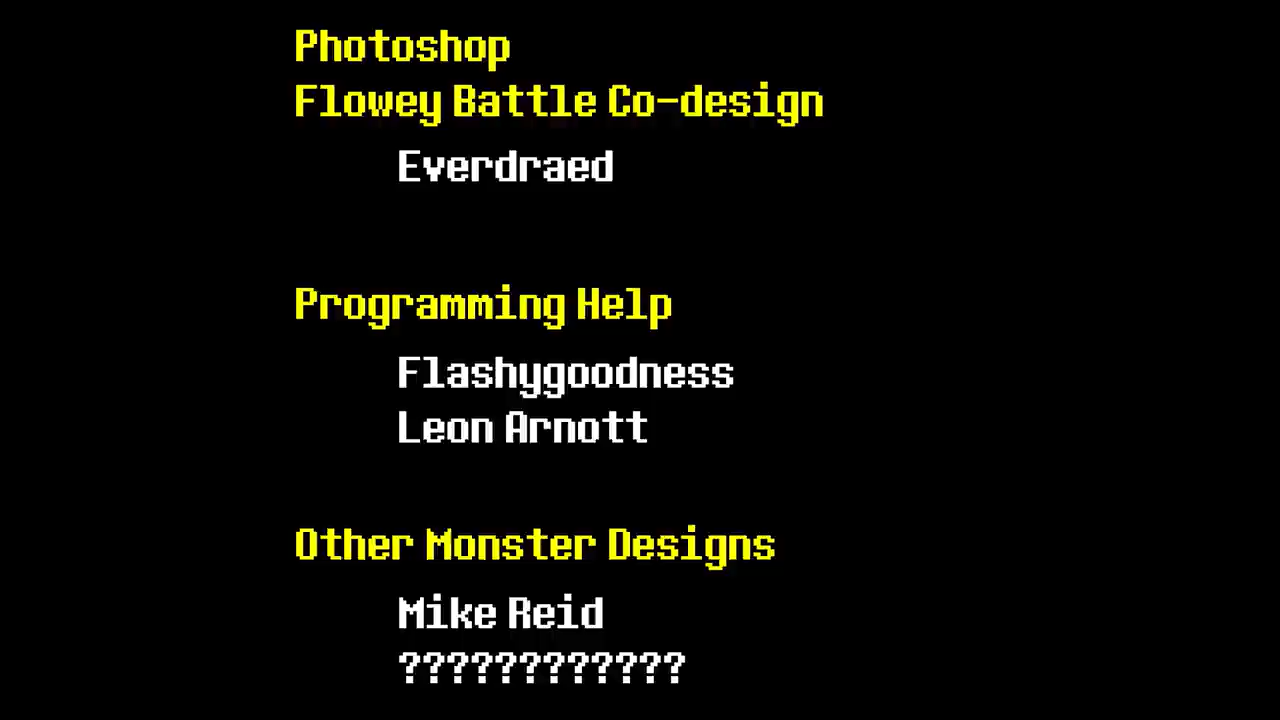 Photoshop
Flowey Battle Co-design
Everdraed
Programming Help
Flashygoodness
Leon Arnott
Other Monster Designs
Mike Reid
????????????